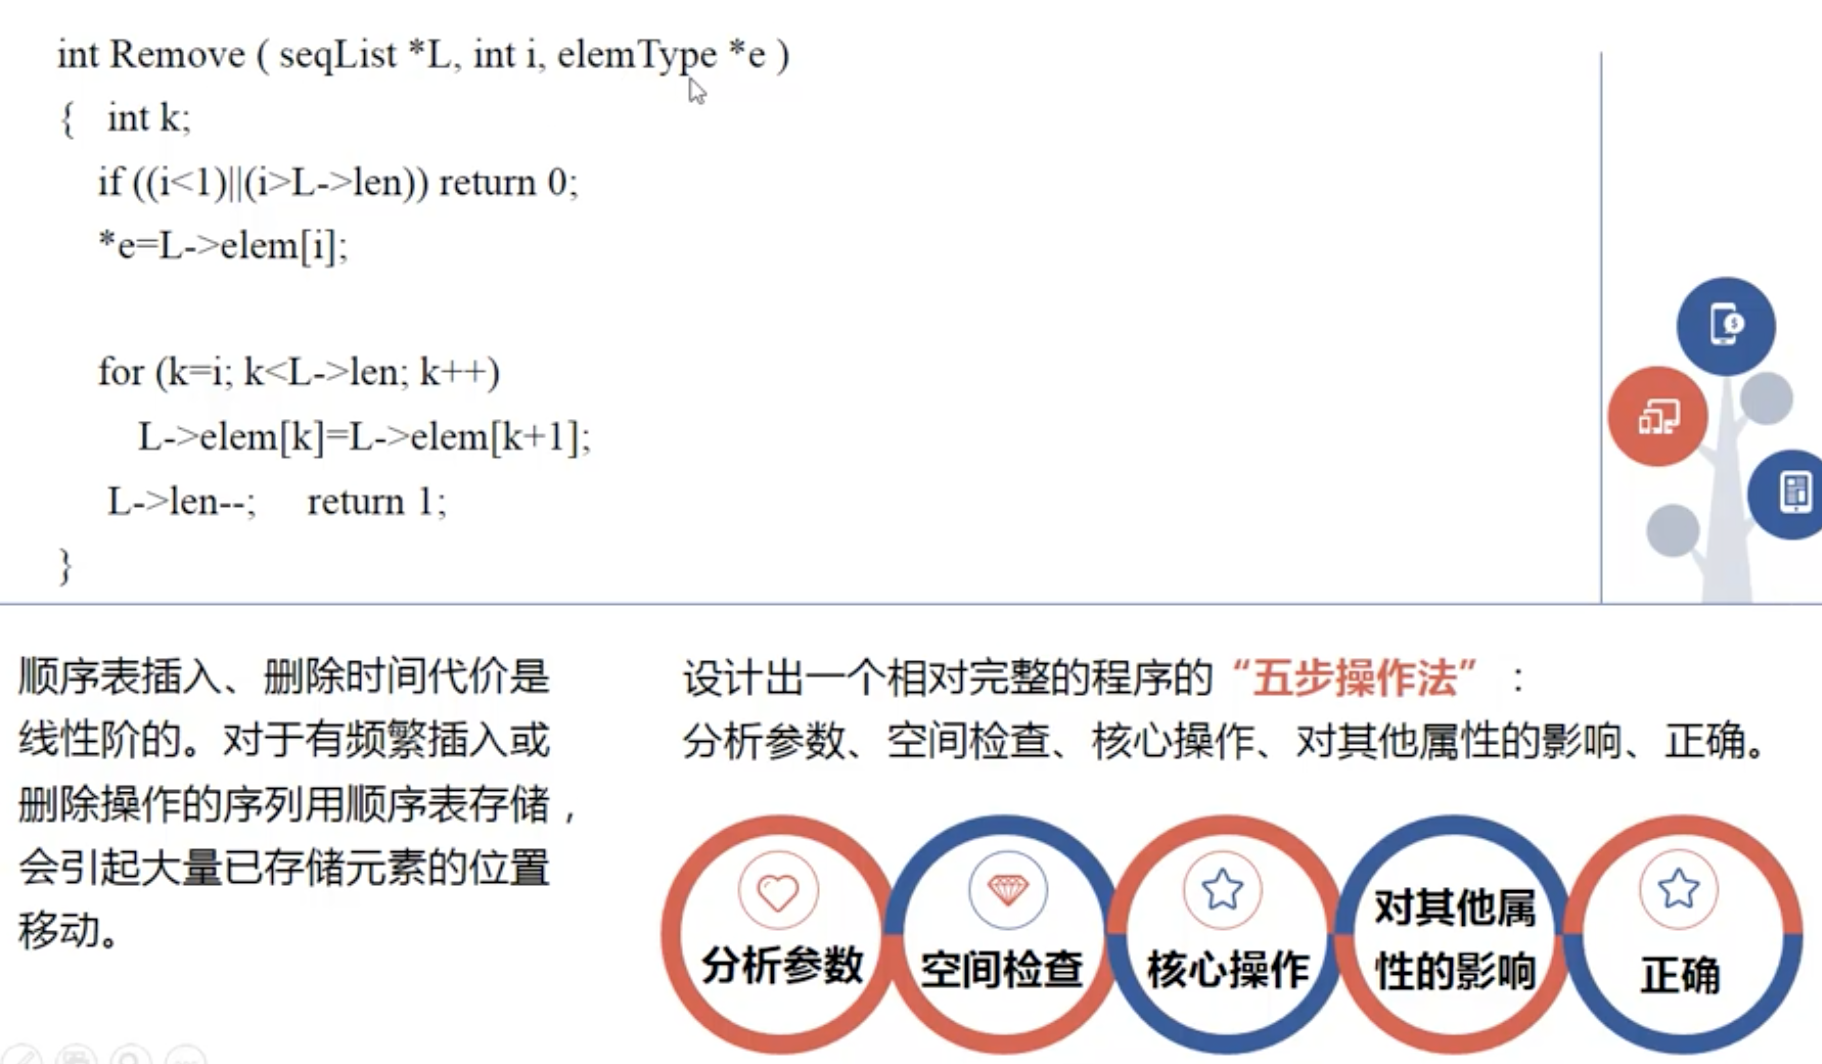 int Remove ( seqList *L, int i, elemType *e )
{ int k;
if ((i<1)||(i>L->len)) return 0;
*e=L->elem[i];
for (k=i; k<L->len; k++)
L->elem[k]=L->elem[k+1];
L->len--; return 1;
}
顺序表插入、删除时间代价是
线性阶的。对于有频繁插入或
删除操作的序列用顺序表存储，
会引起大量已存储元素的位置
移动。
设计出一个相对完整的程序的“五步操作法”：
分析参数、空间检查、核心操作、对其他属性的影响、正确。
分析参数
空间检查
核心操作
对其他属
性的影响
正确